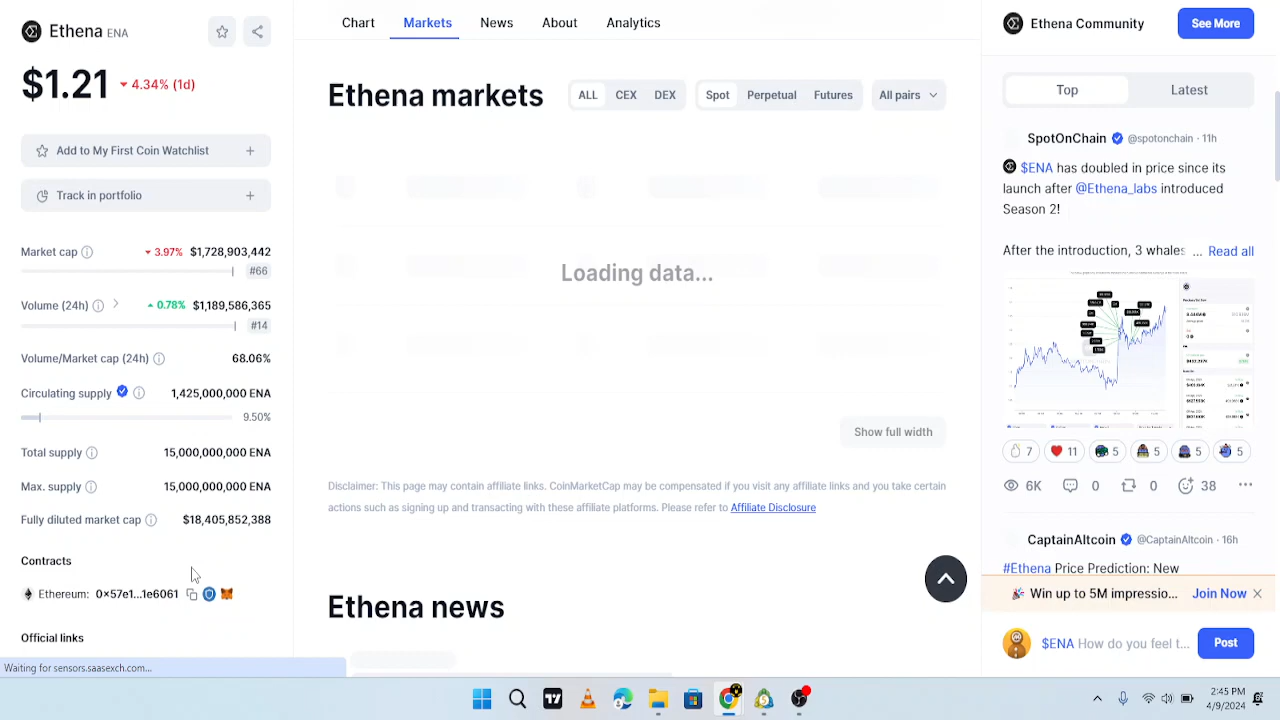 Ethena ENA
$1.21 4.34% (1d)
Add to My First Coin Watchlist +
Track in portfolio +
Market cap 3.97% $1,728,903,442
#66
Volume (24h) 0.78% $1,189,586,365
#14
Volume/Market cap (24h) 68.06%
Circulating supply 1,425,000,000 ENA
9.50%
Total supply 15,000,000,000 ENA
Max. supply 15,000,000,000 ENA
Fully diluted market cap $18,405,852,388
Contracts
Ethereum: 0x57e1...1e6061
Official links
Waiting for sensors.saasexch.com...
Chart Markets News About Analytics
Ethena markets
ALL CEX DEX
Spot Perpetual Futures
All pairs
Loading data...
Show full width
Disclaimer: This page may contain affiliate links. CoinMarketCap may be compensated if you visit any affiliate links and you take certain
actions such as signing up and transacting with these affiliate platforms. Please refer to Affiliate Disclosure
Ethena news
Ethena Community See More
Top Latest
SpotOnChain @spotonchain · 11h
$ENA has doubled in price since its
launch after @Ethena_labs introduced
Season 2!
After the introduction, 3 whales ... Read all
7 11 5 5 5 5
6K 0 0 38
CaptainAltcoin @CaptainAltcoin · 16h
#Ethena Price Prediction: New
Win up to 5M impressio... Join Now
$ENA How do you feel t... Post
2:45 PM
4/9/2024